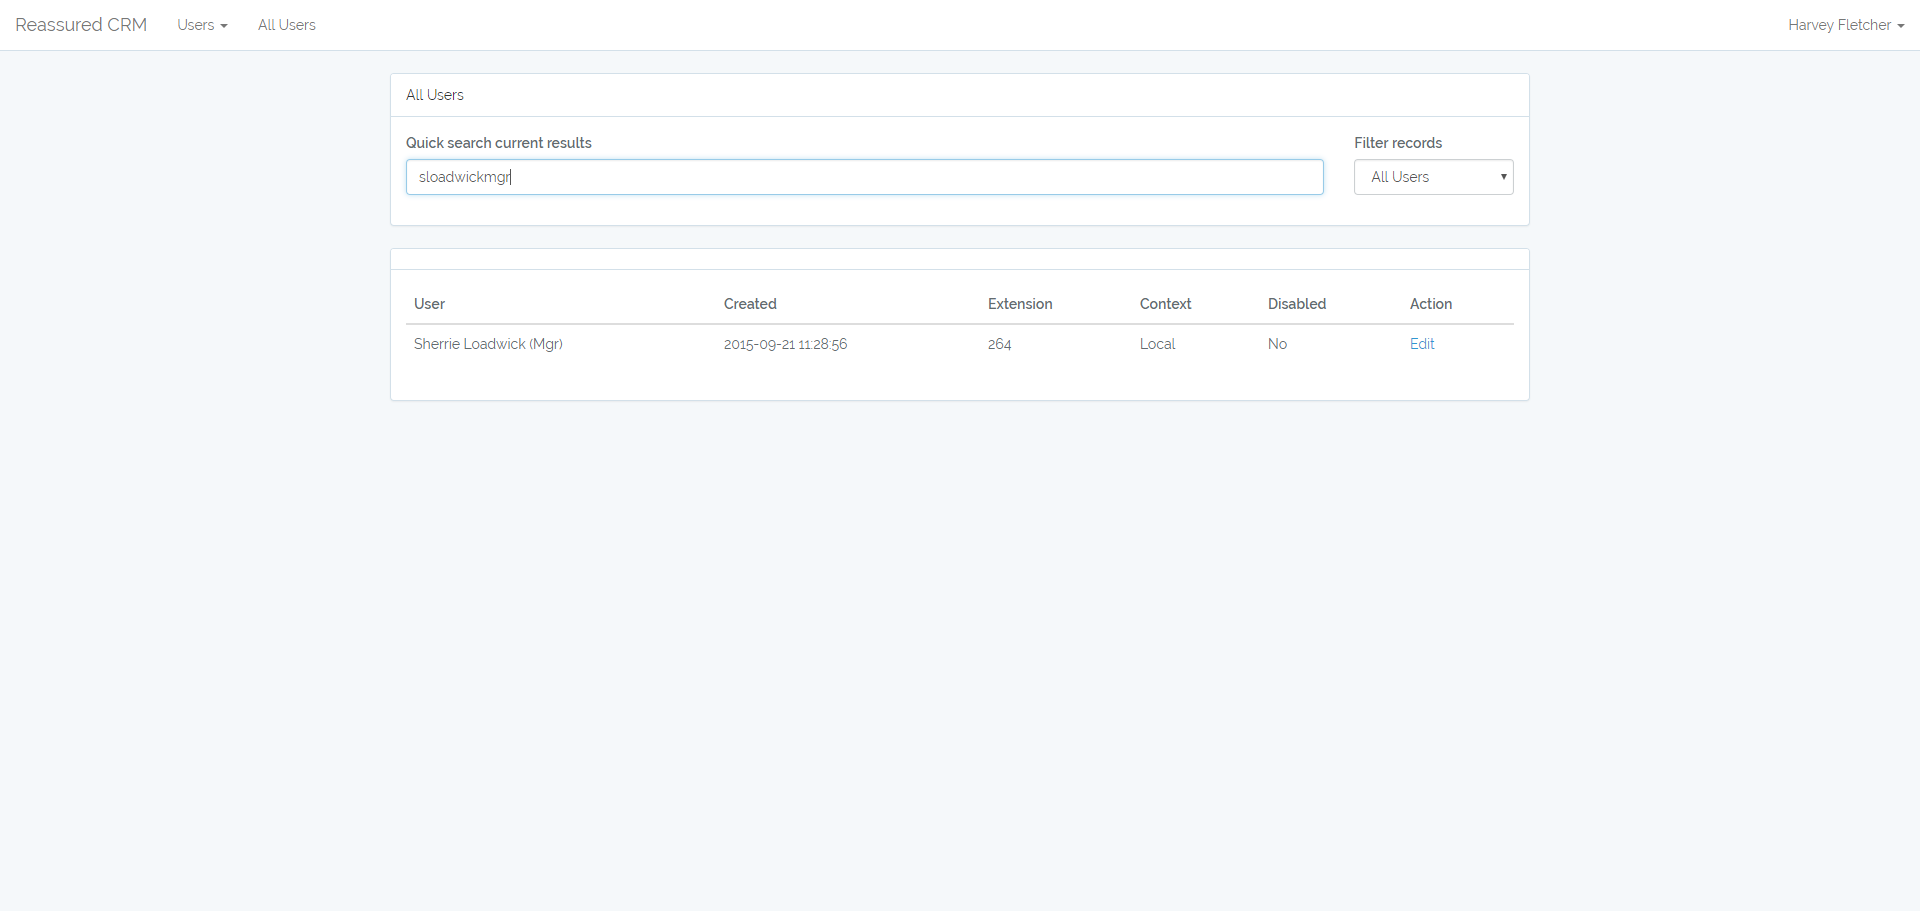 Reassured CRM Users All Users Harvey Fletcher
All Users
Quick search current results Filter records
sloadwickmgr All Users
User Created Extension Context Disabled Action
Sherrie Loadwick (Mgr) 2015-09-21 11:28:56 264 Local No Edit